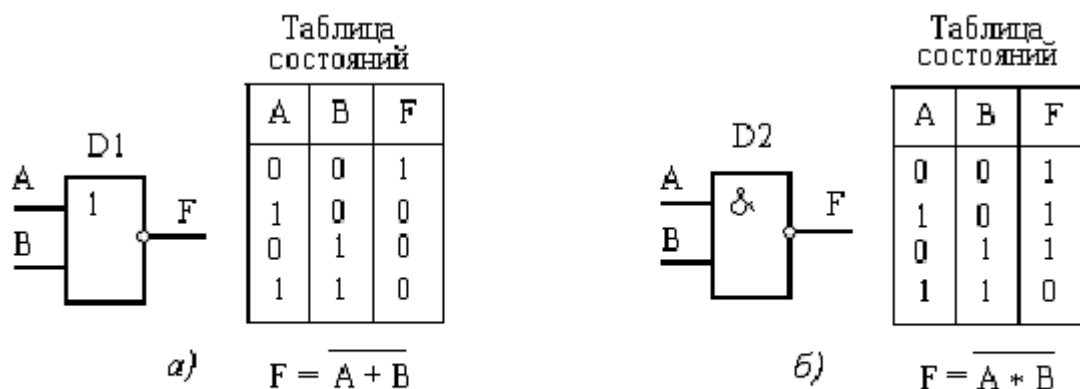 Таблица
состояний
D1
A
B
1
F
A B F
0 0 1
1 0 0
0 1 0
1 1 0
а)
F = A + B
Таблица
состояний
D2
A
B
&
F
A B F
0 0 1
1 0 1
0 1 1
1 1 0
б)
F = A * B